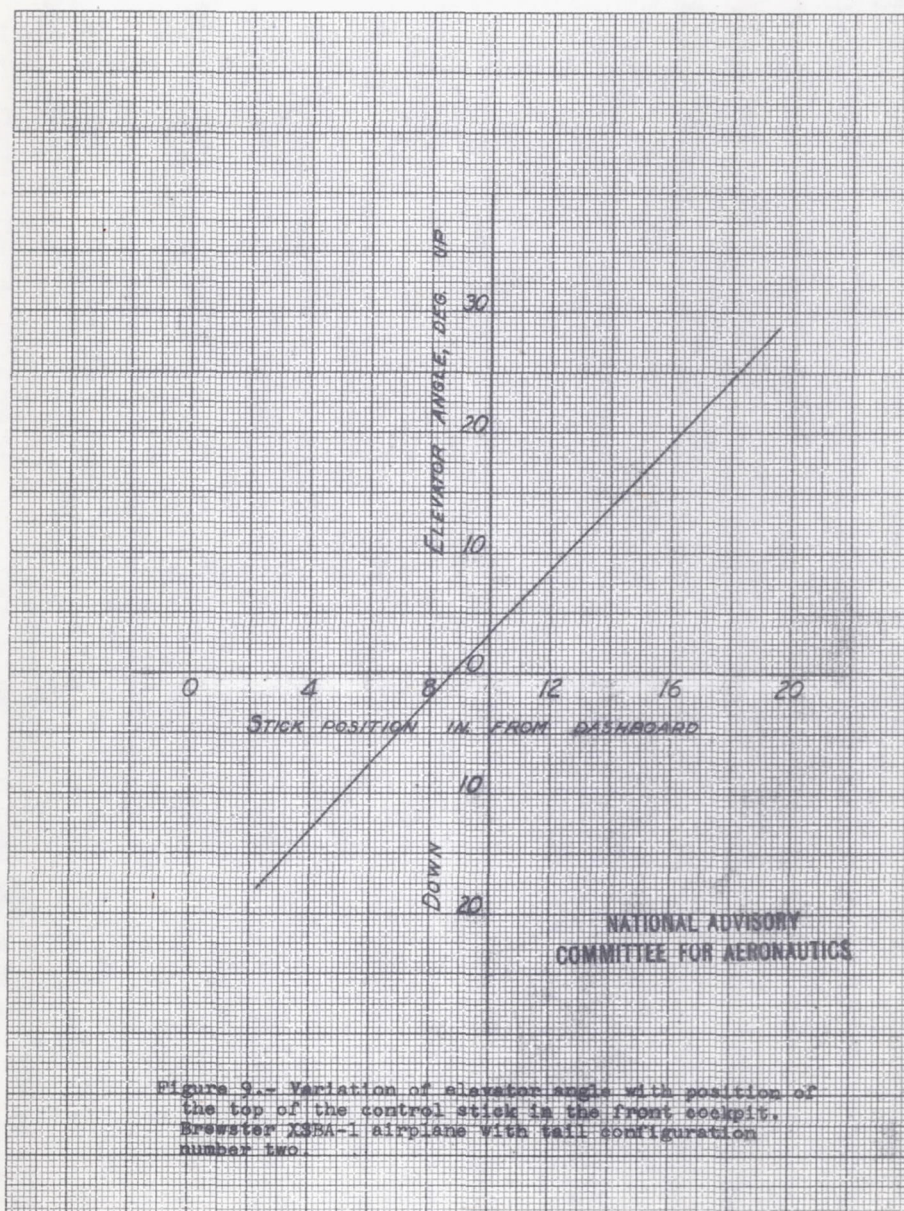 ELEVATOR ANGLE, DEG. UP
30
20
10
0
0 4 8 12 16 20
STICK POSITION IN. FROM DASHBOARD
10
DOWN
20
NATIONAL ADVISORY
COMMITTEE FOR AERONAUTICS
Figure 9.- Variation of elevator angle with position of
the top of the control stick in the front cockpit.
Brewster XSBA-1 airplane with tail configuration
number two.